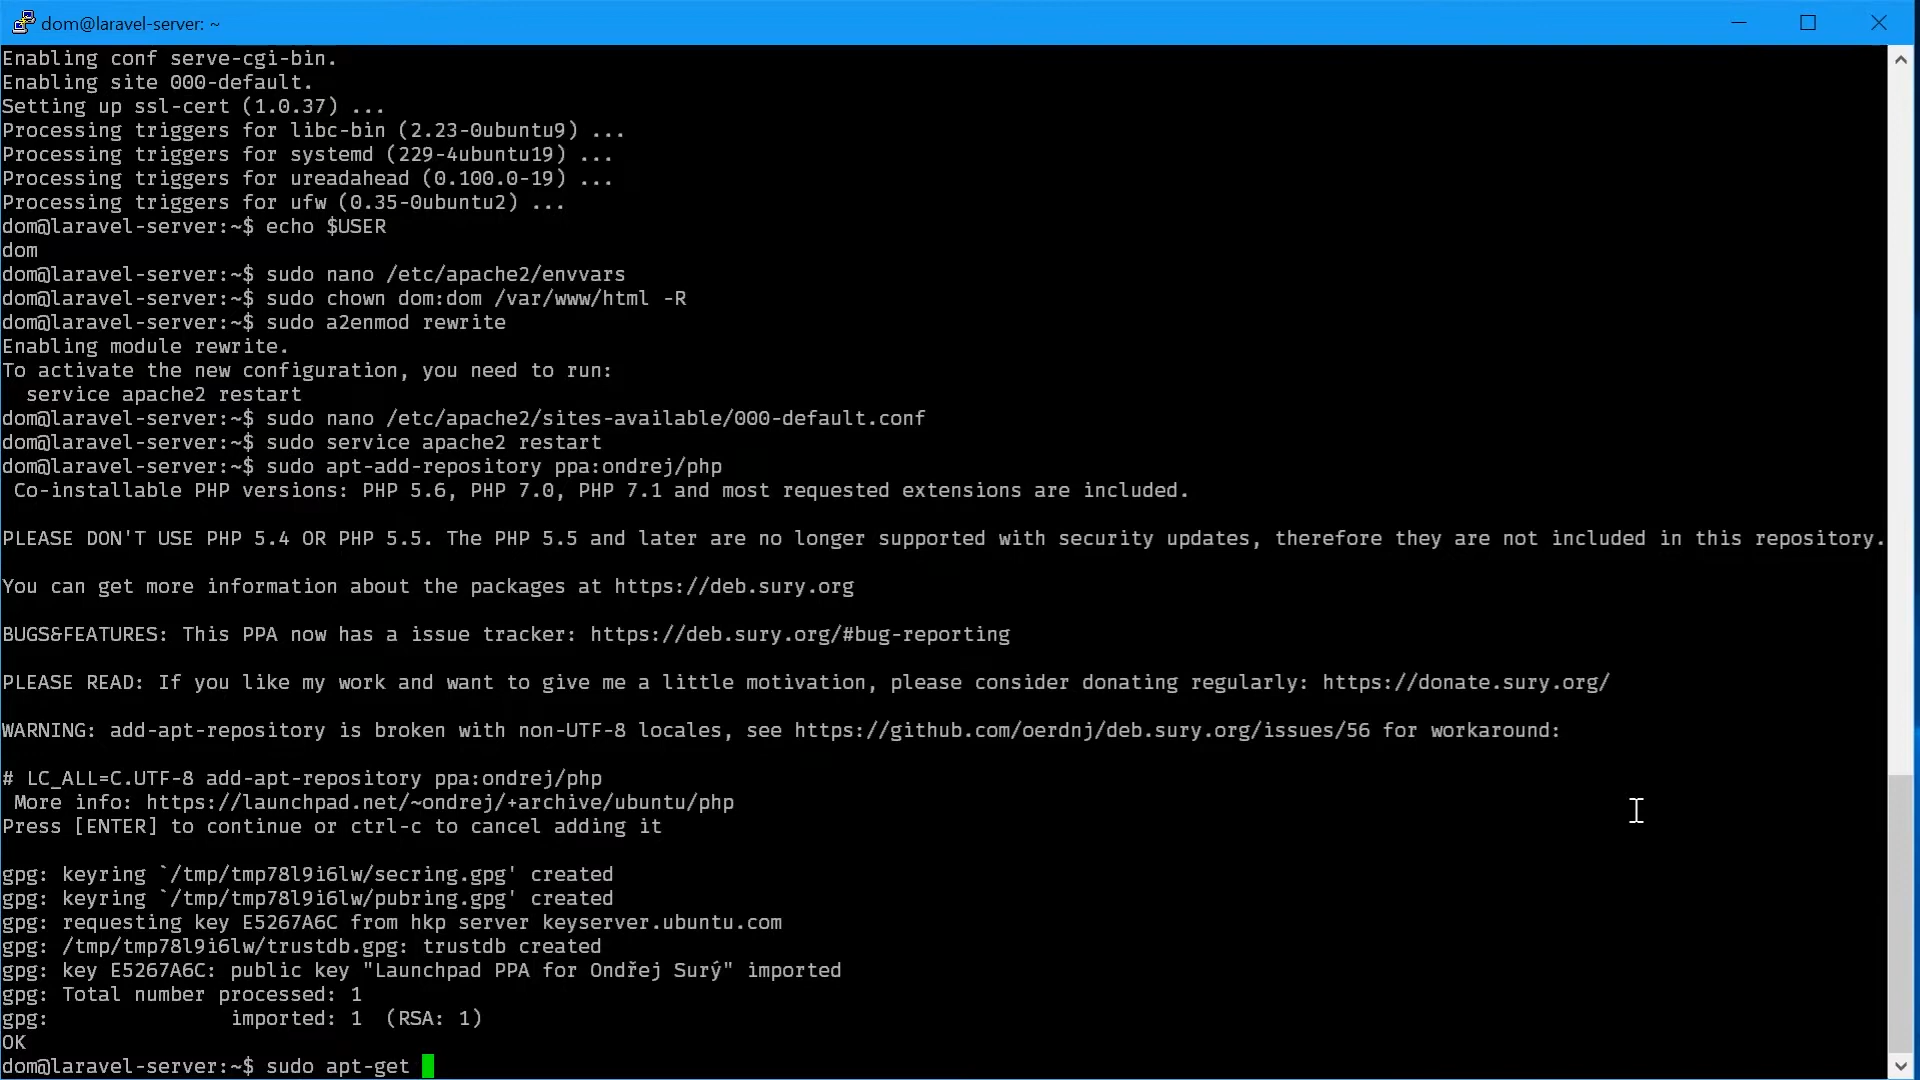 dom@laravel-server: ~
Enabling conf serve-cgi-bin.
Enabling site 000-default.
Setting up ssl-cert (1.0.37) ...
Processing triggers for libc-bin (2.23-0ubuntu9) ...
Processing triggers for systemd (229-4ubuntu19) ...
Processing triggers for ureadahead (0.100.0-19) ...
Processing triggers for ufw (0.35-0ubuntu2) ...
dom@laravel-server:~$ echo $USER
dom
dom@laravel-server:~$ sudo nano /etc/apache2/envvars
dom@laravel-server:~$ sudo chown dom:dom /var/www/html -R
dom@laravel-server:~$ sudo a2enmod rewrite
Enabling module rewrite.
To activate the new configuration, you need to run:
  service apache2 restart
dom@laravel-server:~$ sudo nano /etc/apache2/sites-available/000-default.conf
dom@laravel-server:~$ sudo service apache2 restart
dom@laravel-server:~$ sudo apt-add-repository ppa:ondrej/php
 Co-installable PHP versions: PHP 5.6, PHP 7.0, PHP 7.1 and most requested extensions are included.
PLEASE DON'T USE PHP 5.4 OR PHP 5.5. The PHP 5.5 and later are no longer supported with security updates, therefore they are not included in this repository.
You can get more information about the packages at https://deb.sury.org
BUGS&FEATURES: This PPA now has a issue tracker: https://deb.sury.org/#bug-reporting
PLEASE READ: If you like my work and want to give me a little motivation, please consider donating regularly: https://donate.sury.org/
WARNING: add-apt-repository is broken with non-UTF-8 locales, see https://github.com/oerdnj/deb.sury.org/issues/56 for workaround:
# LC_ALL=C.UTF-8 add-apt-repository ppa:ondrej/php
 More info: https://launchpad.net/~ondrej/+archive/ubuntu/php
Press [ENTER] to continue or ctrl-c to cancel adding it
gpg: keyring `/tmp/tmp78l9i6lw/secring.gpg' created
gpg: keyring `/tmp/tmp78l9i6lw/pubring.gpg' created
gpg: requesting key E5267A6C from hkp server keyserver.ubuntu.com
gpg: /tmp/tmp78l9i6lw/trustdb.gpg: trustdb created
gpg: key E5267A6C: public key "Launchpad PPA for Ondřej Surý" imported
gpg: Total number processed: 1
gpg:               imported: 1  (RSA: 1)
OK
dom@laravel-server:~$ sudo apt-get